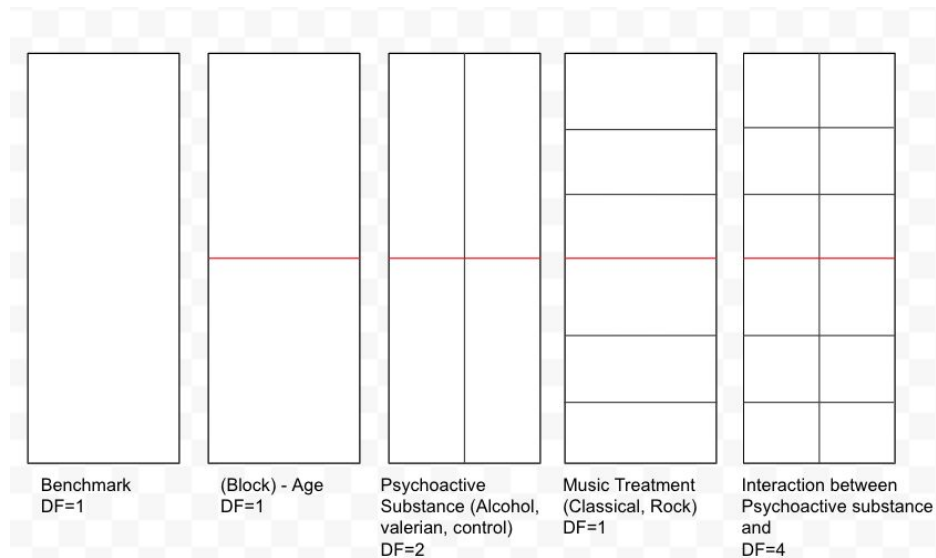 Benchmark
DF=1
(Block) - Age
DF=1
Psychoactive
Substance (Alcohol,
valerian, control)
DF=2
Music Treatment
(Classical, Rock)
DF=1
Interaction between
Psychoactive substance
and
DF=4